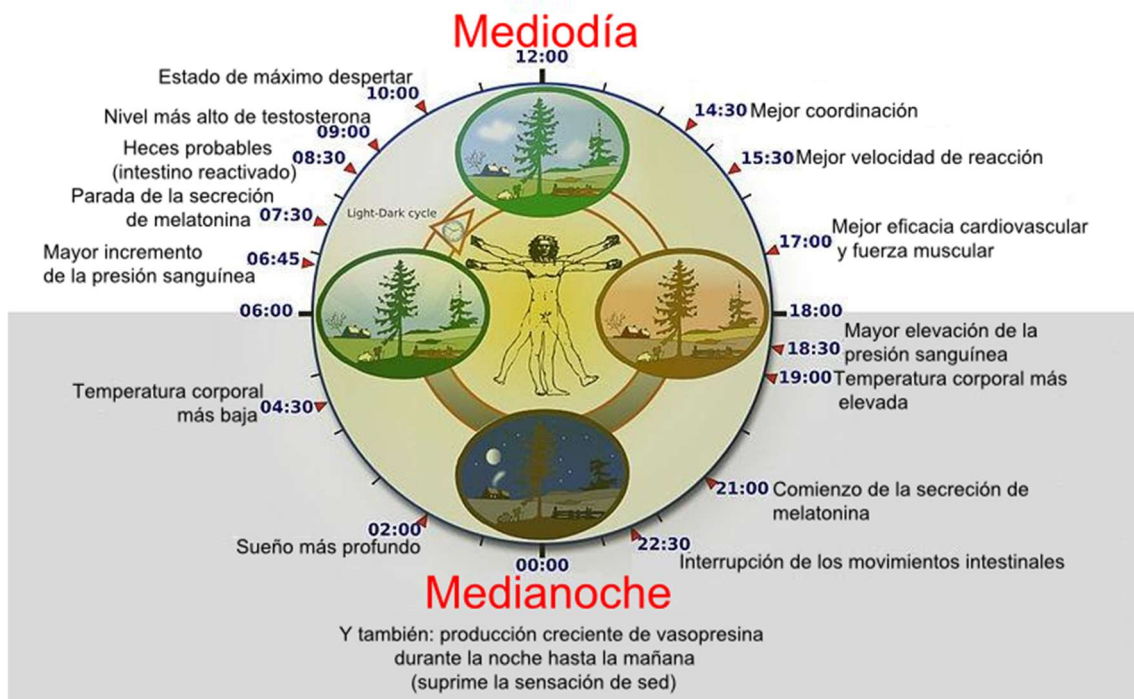 Mediodía
12:00
Estado de máximo despertar
10:00
Nivel más alto de testosterona
09:00
Heces probables
(intestino reactivado)
08:30
Parada de la secreción
de melatonina
07:30
Mayor incremento
de la presión sanguínea
06:45
06:00
Light-Dark cycle
14:30 Mejor coordinación
15:30 Mejor velocidad de reacción
17:00
Mejor eficacia cardiovascular
y fuerza muscular
18:00
18:30
Mayor elevación de la
presión sanguínea
19:00
Temperatura corporal más
elevada
Temperatura corporal
más baja
04:30
21:00
Comienzo de la secreción de
melatonina
02:00
Sueño más profundo
22:30
Interrupción de los movimientos intestinales
00:00
Medianoche
Y también: producción creciente de vasopresina
durante la noche hasta la mañana
(suprime la sensación de sed)